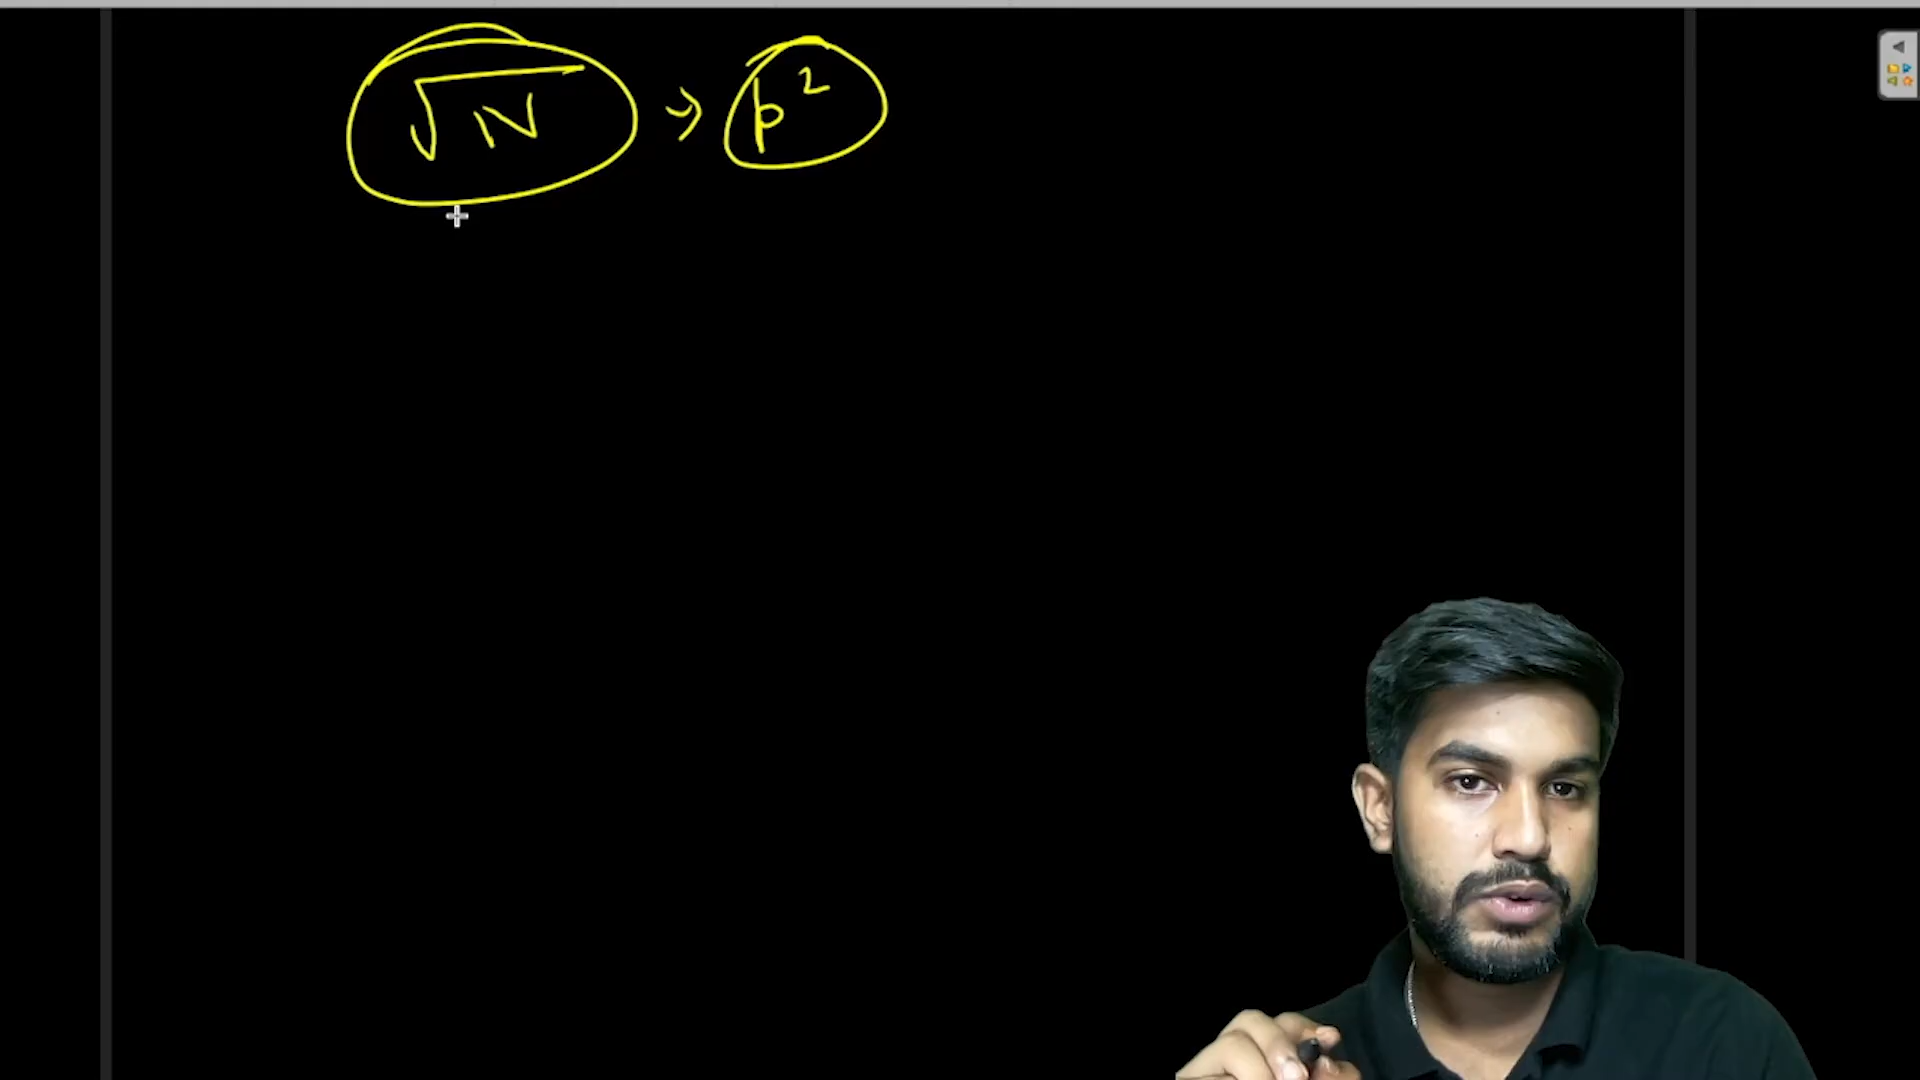 √N → p²